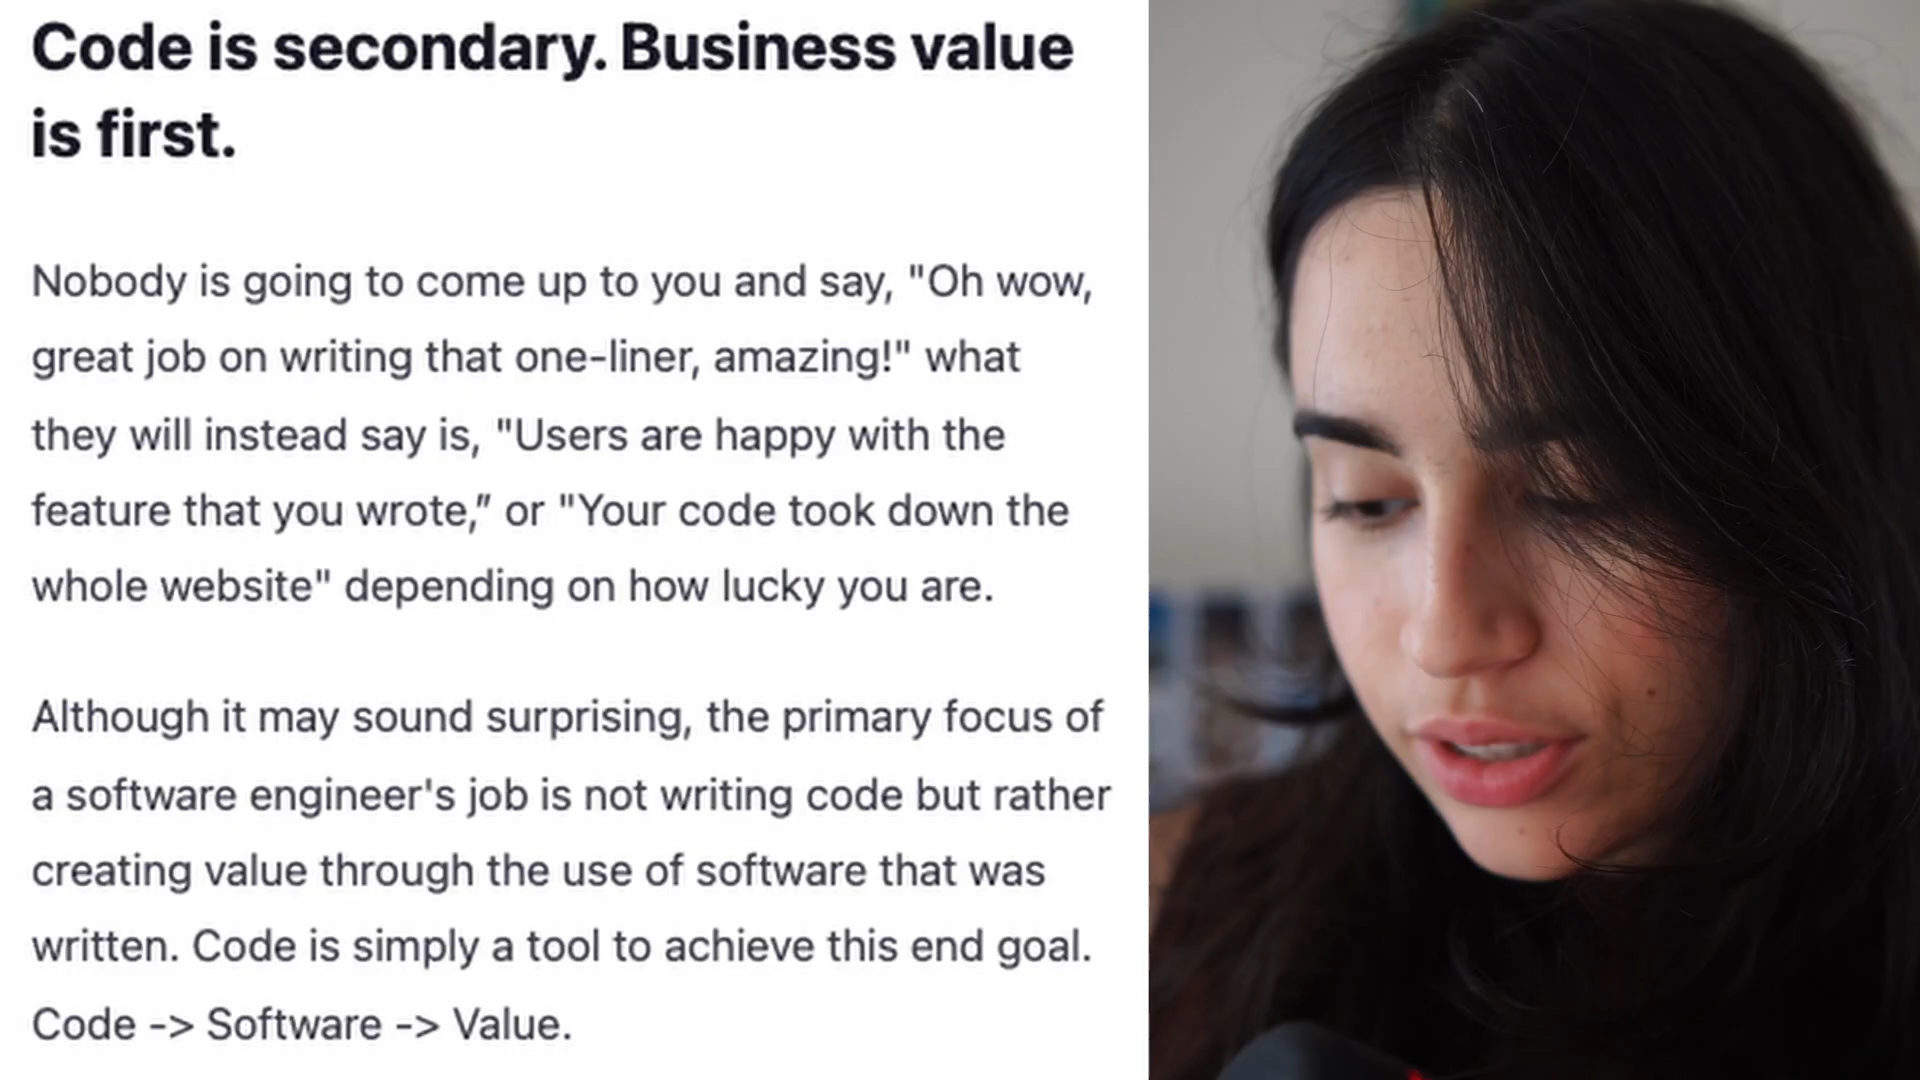 Code is secondary. Business value
is first.
Nobody is going to come up to you and say, "Oh wow,
great job on writing that one-liner, amazing!" what
they will instead say is, "Users are happy with the
feature that you wrote,” or "Your code took down the
whole website" depending on how lucky you are.
Although it may sound surprising, the primary focus of
a software engineer's job is not writing code but rather
creating value through the use of software that was
written. Code is simply a tool to achieve this end goal.
Code -> Software -> Value.